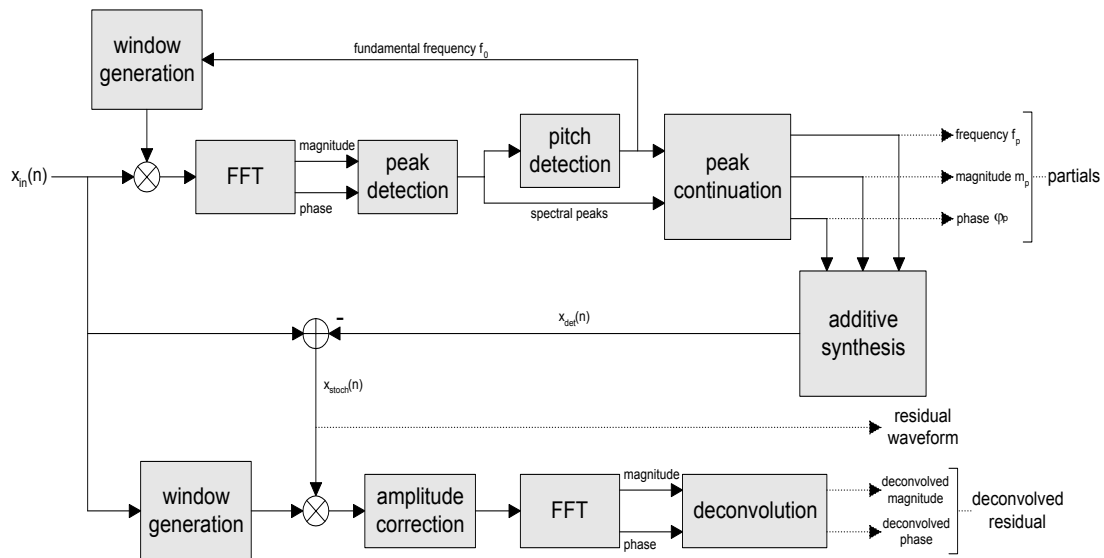 window
generation
fundamental frequency f₀
x_in(n)
FFT
magnitude
phase
peak
detection
pitch
detection
spectral peaks
peak
continuation
frequency f_p
magnitude m_p
phase φ_p
partials
additive
synthesis
x_det(n)
-
x_stoch(n)
residual
waveform
window
generation
amplitude
correction
FFT
magnitude
phase
deconvolution
deconvolved
magnitude
deconvolved
phase
deconvolved
residual